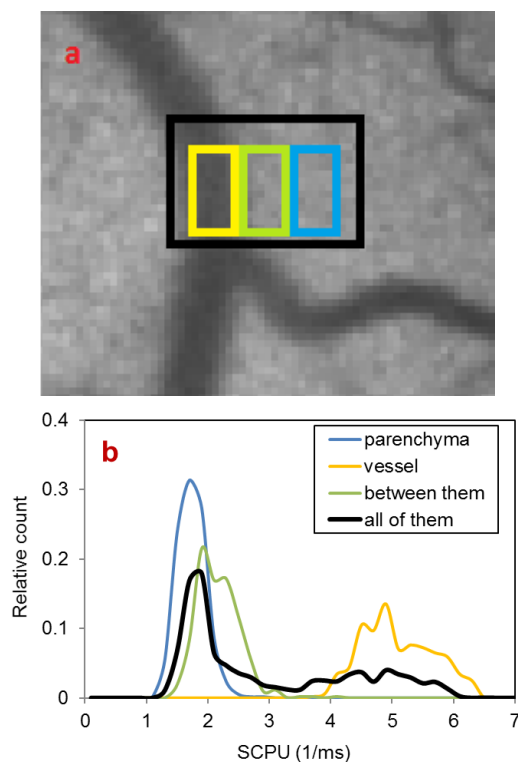 a
b
0.4
0.3
0.2
0.1
0
Relative count
parenchyma
vessel
between them
all of them
0 1 2 3 4 5 6 7
SCPU (1/ms)